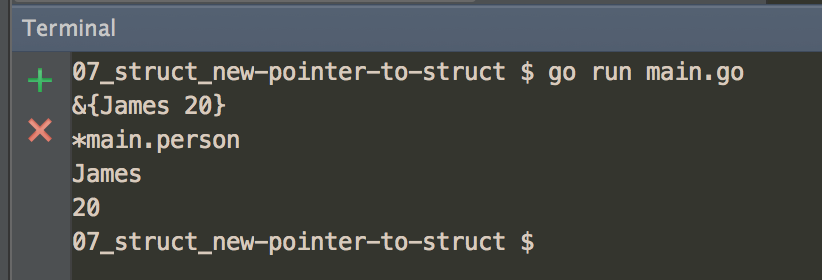 Terminal
07_struct_new-pointer-to-struct $ go run main.go
&{James 20}
*main.person
James
20
07_struct_new-pointer-to-struct $